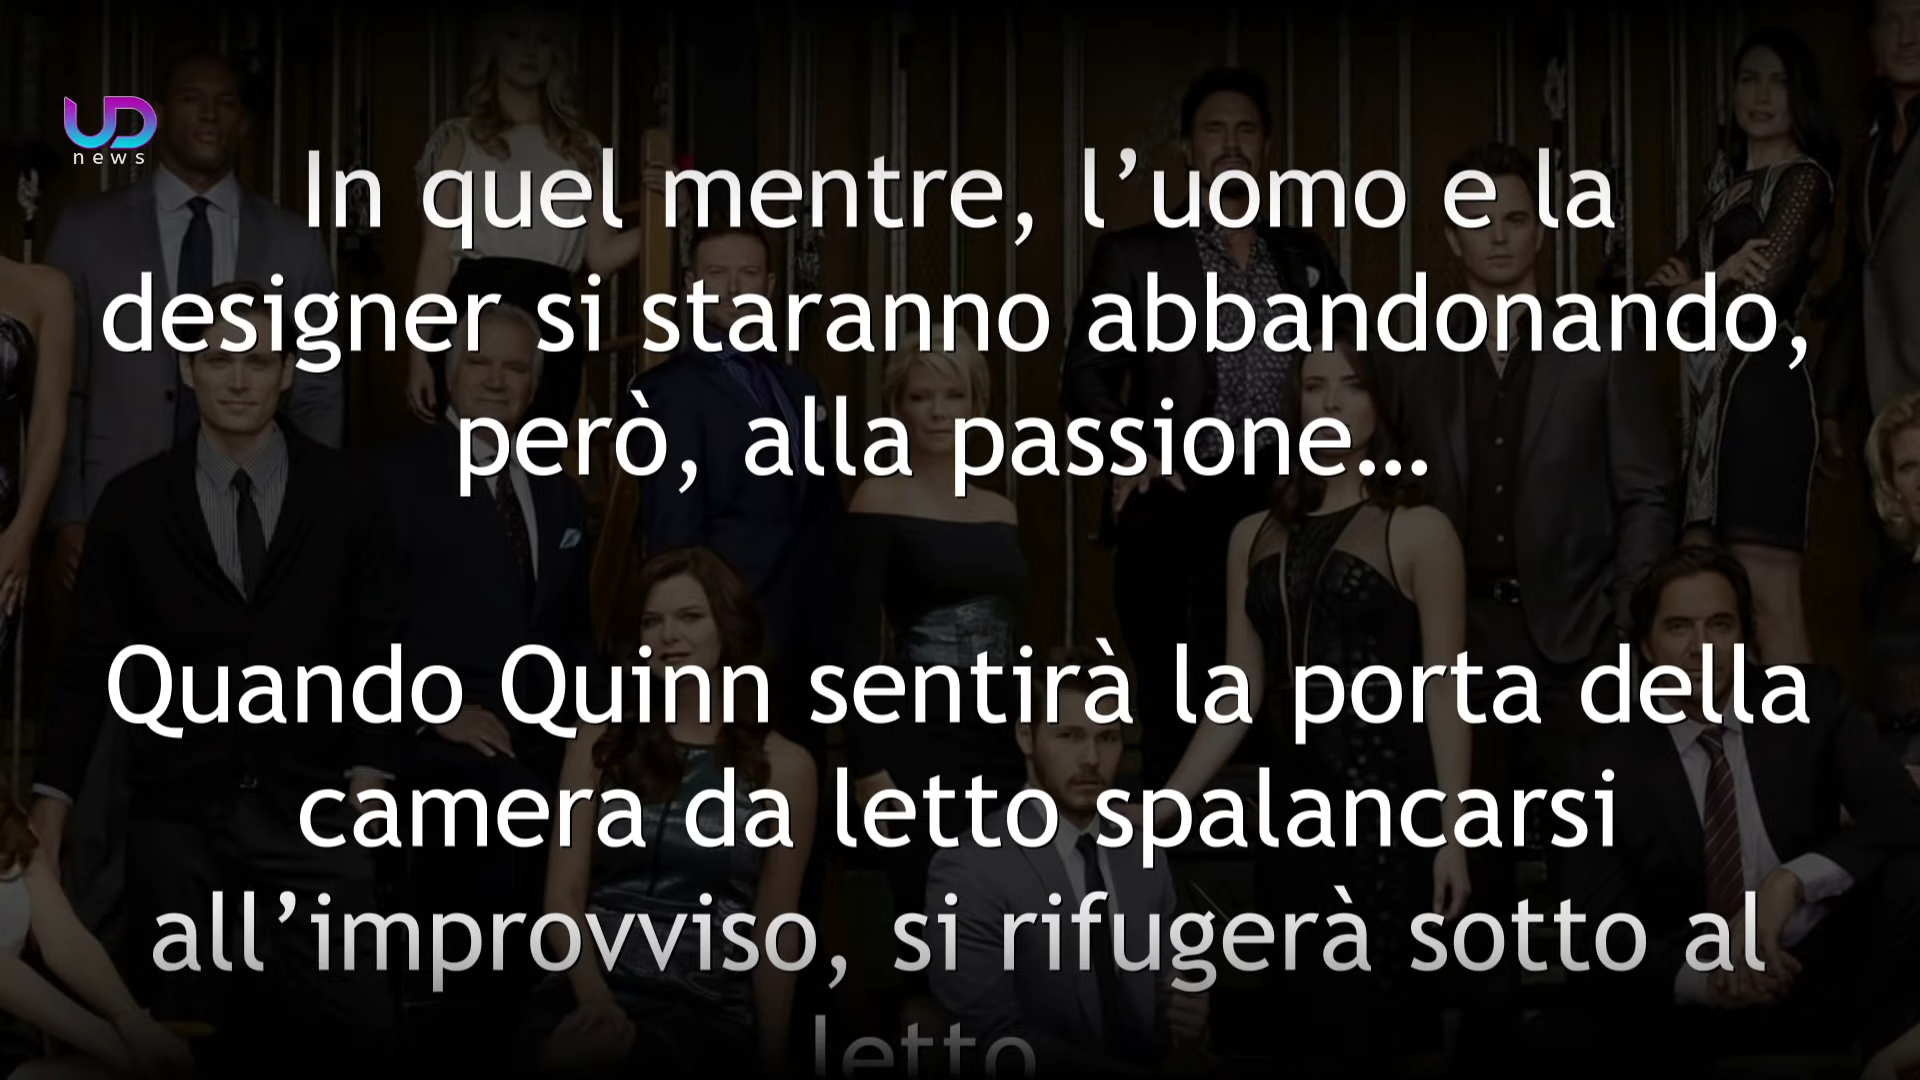 UD
news
In quel mentre, l’uomo e la
designer si staranno abbandonando,
però, alla passione...
Quando Quinn sentirà la porta della
camera da letto spalancarsi
all’improvviso, si rifugerà sotto al
letto